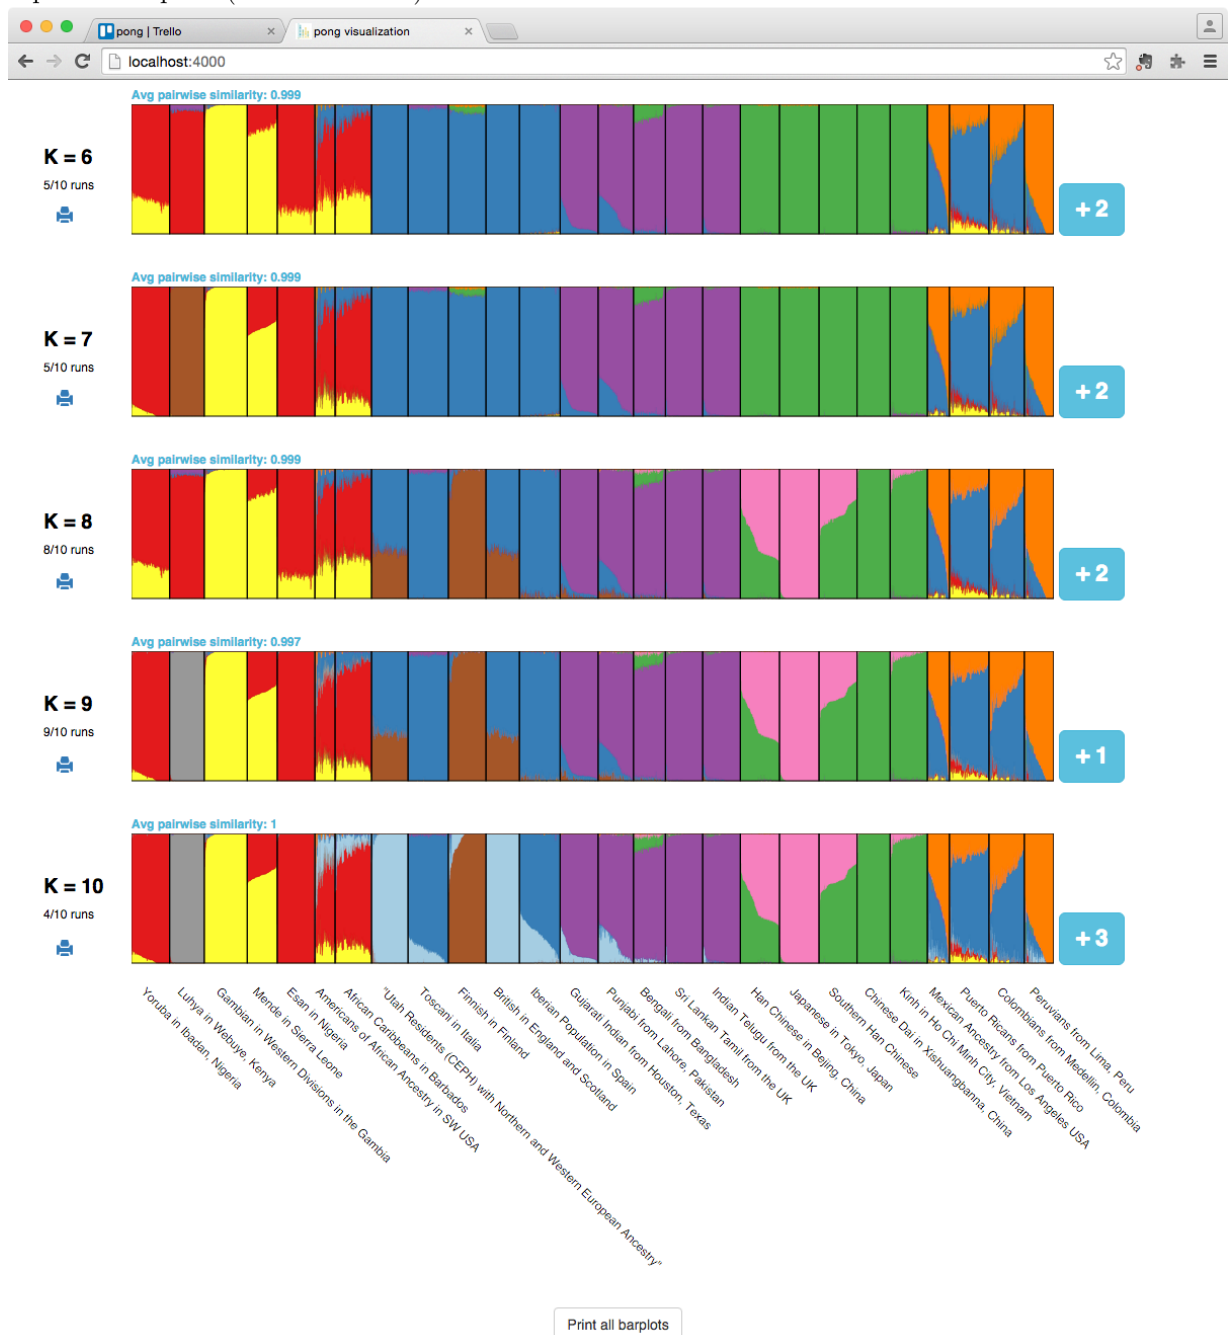 pong | Trello
pong visualization
localhost:4000
Avg pairwise similarity: 0.999
K = 6
5/10 runs
+2
Avg pairwise similarity: 0.999
K = 7
5/10 runs
+2
Avg pairwise similarity: 0.999
K = 8
8/10 runs
+2
Avg pairwise similarity: 0.997
K = 9
9/10 runs
+1
Avg pairwise similarity: 1
K = 10
4/10 runs
+3
Yoruba in Ibadan, Nigeria
Luhya in Webuye, Kenya
Gambian in Western Divisions in the Gambia
Mende in Sierra Leone
Esan in Nigeria
Americans of African Ancestry in SW USA
African Caribbeans in Barbados
"Utah Residents (CEPH) with Northern and Western European Ancestry"
Toscani in Italia
Finnish in Finland
British in England and Scotland
Iberian Population in Spain
Gujarati Indian from Houston, Texas
Punjabi from Lahore, Pakistan
Bengali from Bangladesh
Sri Lankan Tamil from the UK
Indian Telugu from the UK
Han Chinese in Beijing, China
Japanese in Tokyo, Japan
Southern Han Chinese
Chinese Dai in Xishuangbanna, China
Kinh in Ho Chi Minh City, Vietnam
Mexican Ancestry from Los Angeles USA
Puerto Ricans from Puerto Rico
Colombians from Medellin, Colombia
Peruvians from Lima, Peru
Print all barplots